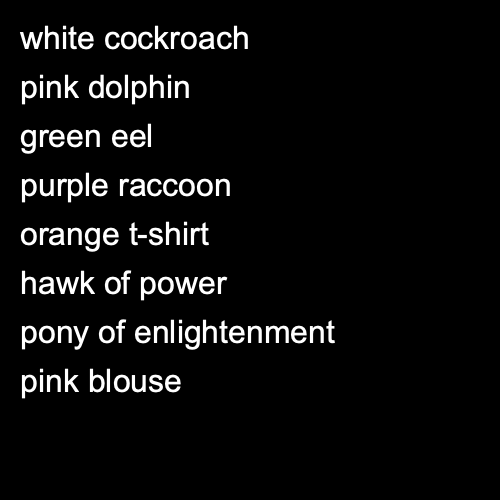 white cockroach
pink dolphin
green eel
purple raccoon
orange t-shirt
hawk of power
pony of enlightenment
pink blouse